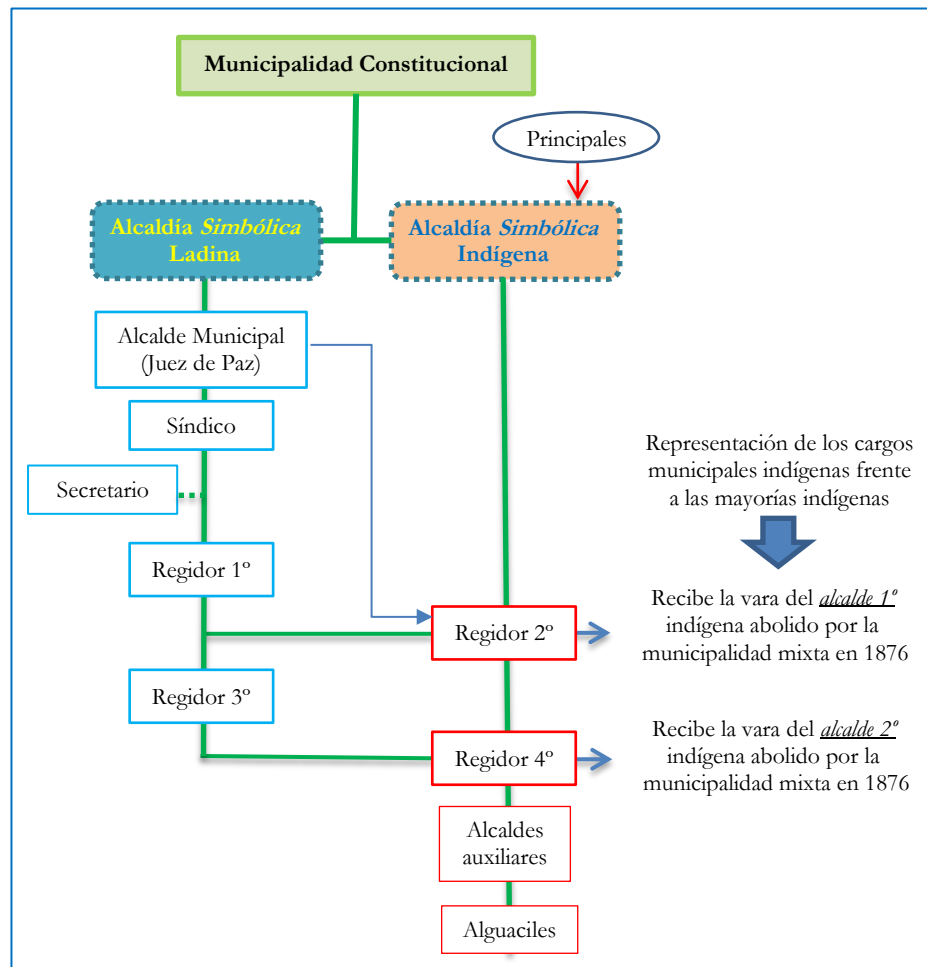 Municipalidad Constitucional
Principales
Alcaldía Simbólica
Ladina
Alcaldía Simbólica
Indígena
Alcalde Municipal
(Juez de Paz)
Síndico
Secretario
Representación de los cargos
municipales indígenas frente
a las mayorías indígenas
Regidor 1º
Regidor 2º
Recibe la vara del alcalde 1º
indígena abolido por la
municipalidad mixta en 1876
Regidor 3º
Regidor 4º
Recibe la vara del alcalde 2º
indígena abolido por la
municipalidad mixta en 1876
Alcaldes
auxiliares
Alguaciles